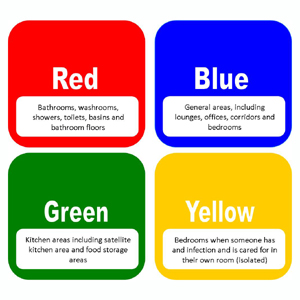 Red
Bathrooms, washrooms,
showers, toilets, basins and
bathroom floors
Blue
General areas, including
lounges, offices, corridors and
bedrooms
Green
Kitchen areas including satellite
kitchen area and food storage
areas
Yellow
Bedrooms when someone has
and infection and is cared for in
their own room (isolated)